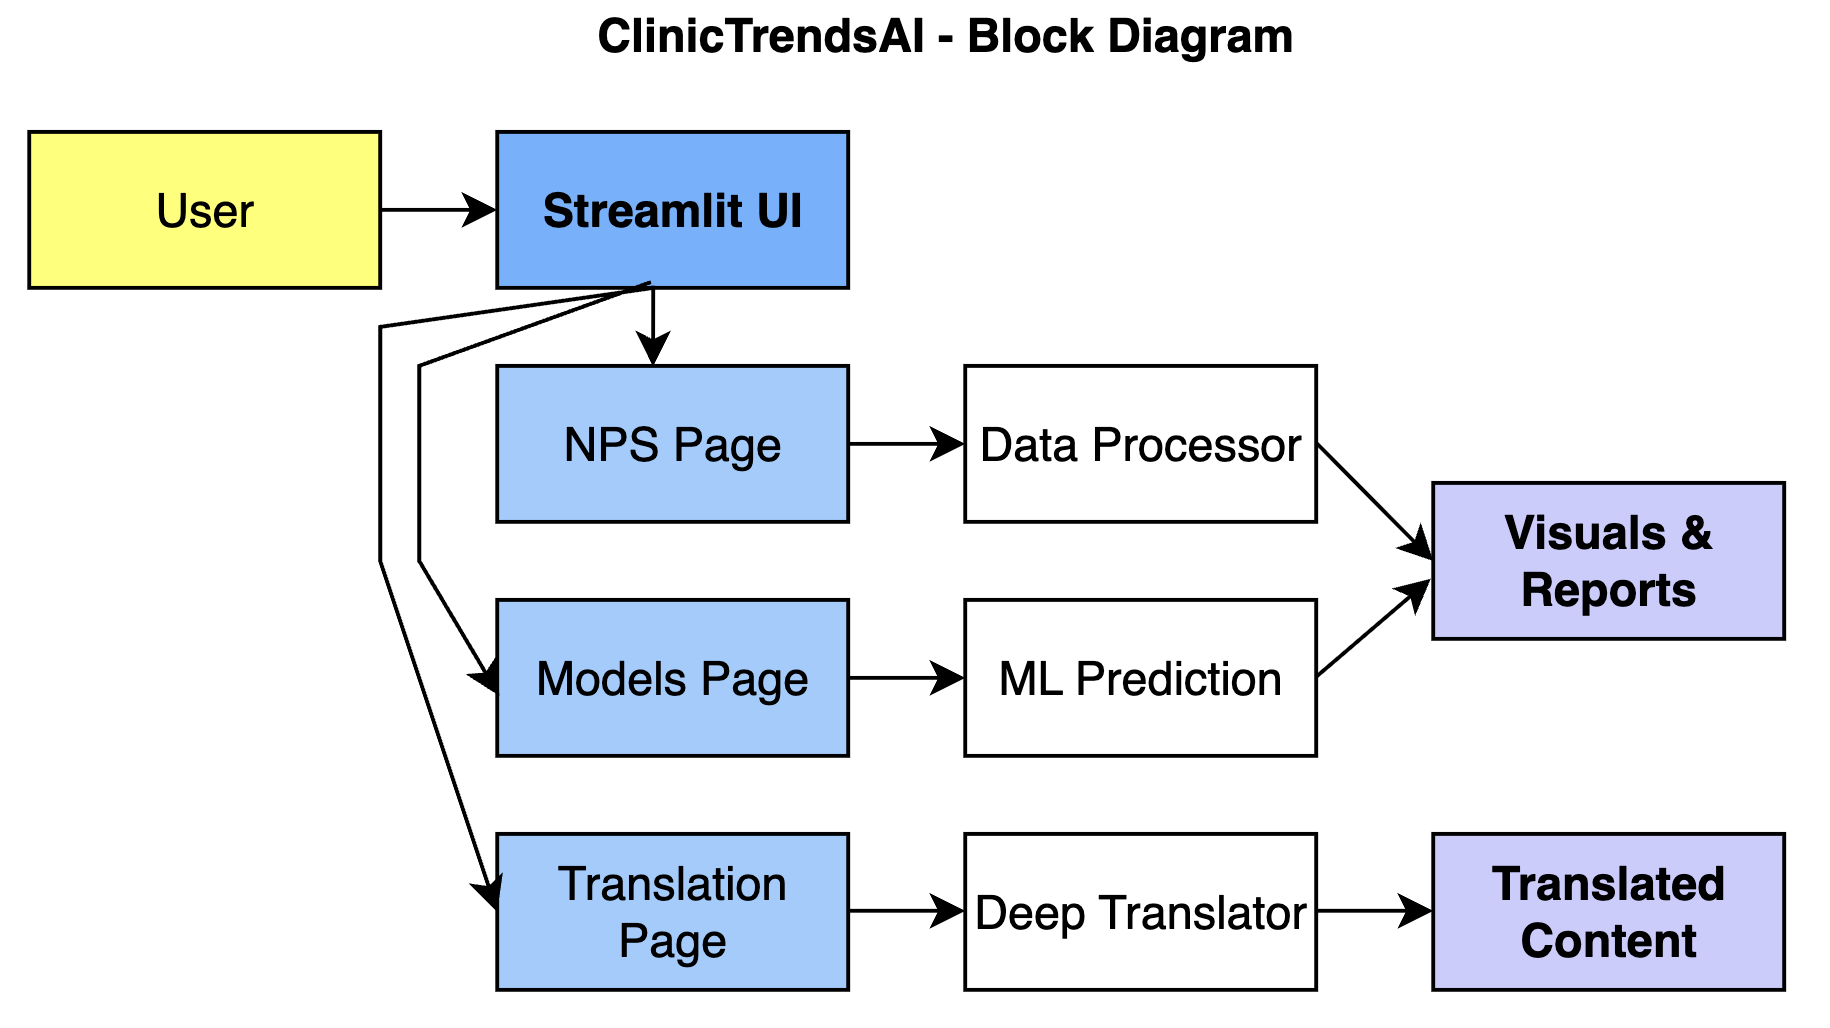 ClinicTrendsAI - Block Diagram
User
Streamlit UI
NPS Page
Data Processor
Visuals &
Reports
Models Page
ML Prediction
Translation
Page
Deep Translator
Translated
Content